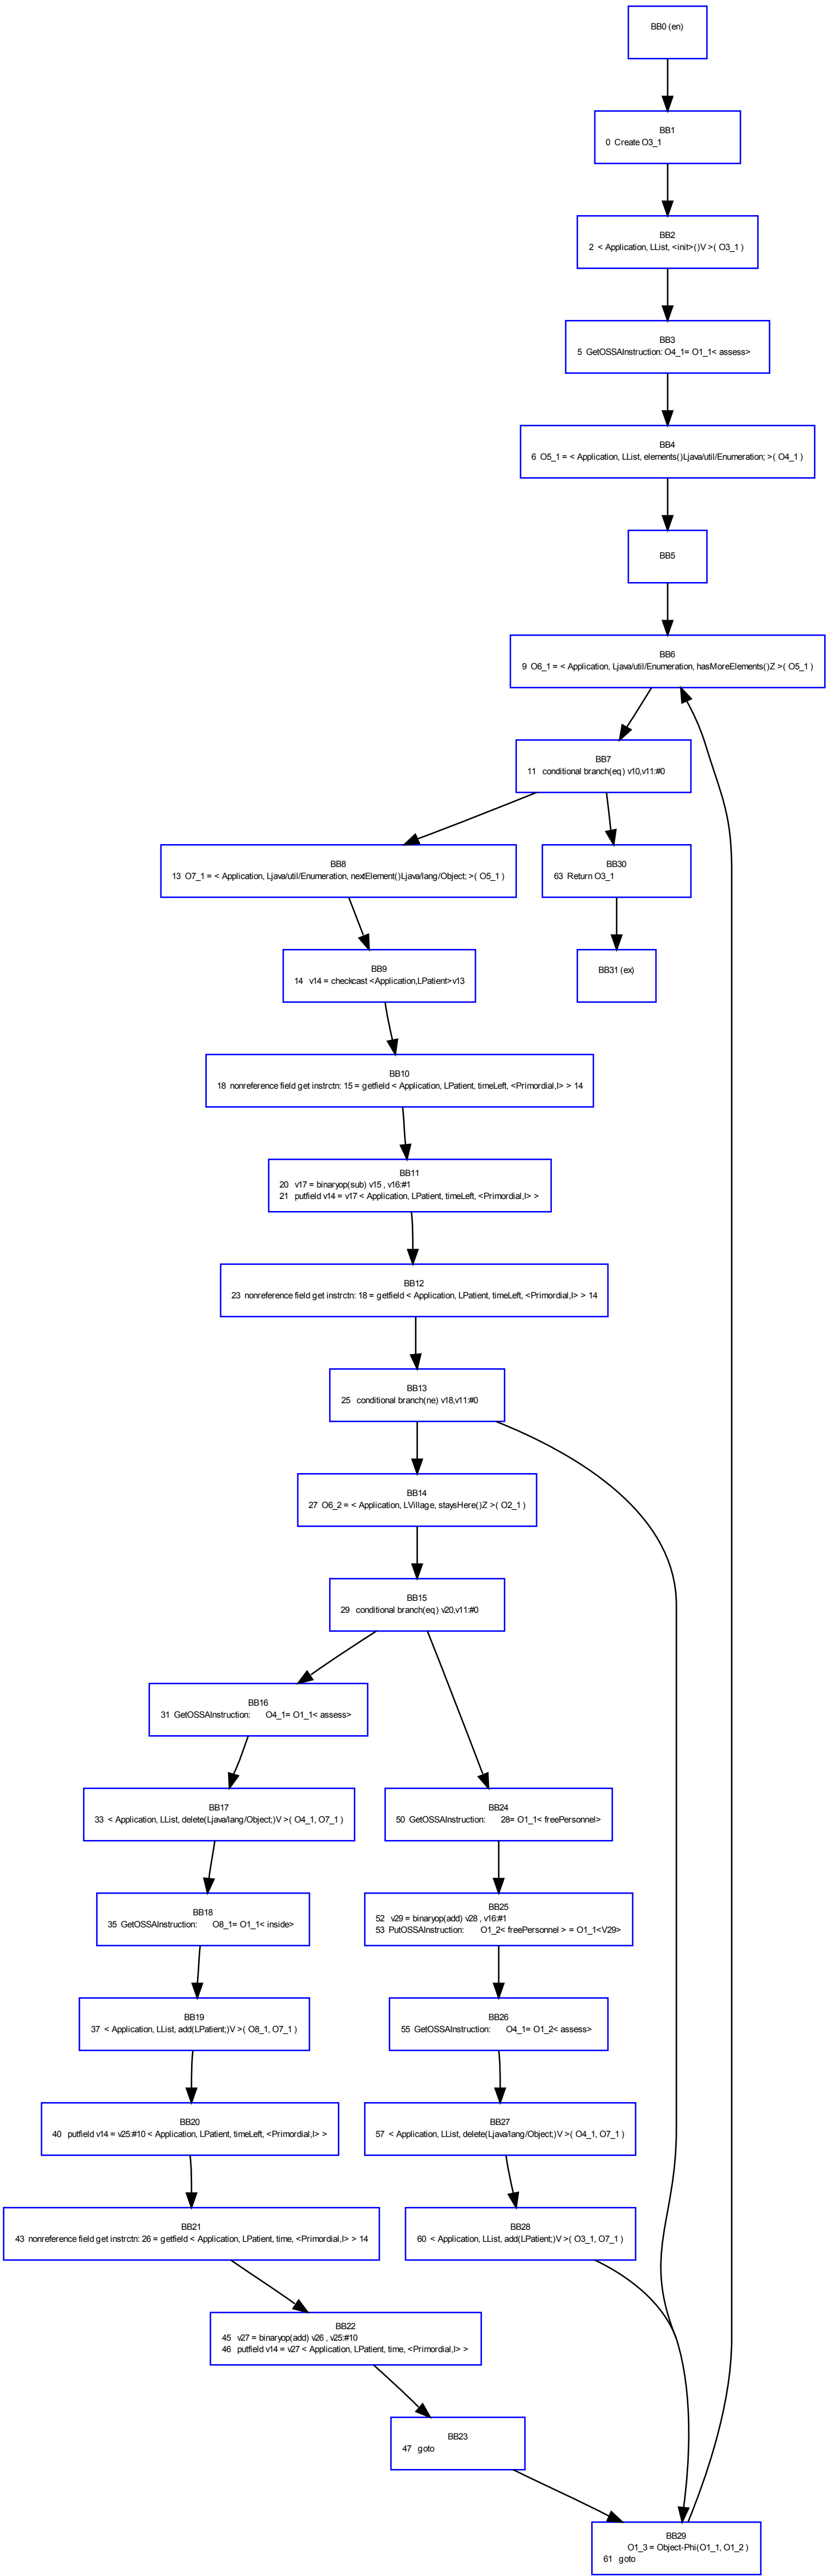 BB0 (en)
BB1
0 Create O3_1
BB2
2 < Application, LList, <init>()V >( O3_1 )
BB3
5 GetOSSAInstruction: O4_1= O1_1< assess>
BB4
6 O5_1 = < Application, LList, elements()Ljava/util/Enumeration; >( O4_1 )
BB5
BB6
9 O6_1 = < Application, Ljava/util/Enumeration, hasMoreElements()Z >( O5_1 )
BB7
11 conditional branch(eq) v10,v11:#0
BB8
13 O7_1 = < Application, Ljava/util/Enumeration, nextElement()Ljava/lang/Object; >( O5_1 )
BB30
63 Return O3_1
BB9
14 v14 = checkcast <Application,LPatient>v13
BB31 (ex)
BB10
18 nonreference field get instrctn: 15 = getfield < Application, LPatient, timeLeft, <Primordial,I> > 14
BB11
20 v17 = binaryop(sub) v15 , v16:#1
21 putfield v14 = v17 < Application, LPatient, timeLeft, <Primordial,I> >
BB12
23 nonreference field get instrctn: 18 = getfield < Application, LPatient, timeLeft, <Primordial,I> > 14
BB13
25 conditional branch(ne) v18,v11:#0
BB14
27 O6_2 = < Application, LVillage, staysHere()Z >( O2_1 )
BB15
29 conditional branch(eq) v20,v11:#0
BB16
31 GetOSSAInstruction: O4_1= O1_1< assess>
BB17
33 < Application, LList, delete(Ljava/lang/Object;)V >( O4_1, O7_1 )
BB24
50 GetOSSAInstruction: 28= O1_1< freePersonnel>
BB18
35 GetOSSAInstruction: O8_1= O1_1< inside>
BB25
52 v29 = binaryop(add) v28 , v16:#1
53 PutOSSAInstruction: O1_2< freePersonnel > = O1_1<V29>
BB19
37 < Application, LList, add(LPatient;)V >( O8_1, O7_1 )
BB26
55 GetOSSAInstruction: O4_1= O1_2< assess>
BB20
40 putfield v14 = v25:#10 < Application, LPatient, timeLeft, <Primordial,I> >
BB27
57 < Application, LList, delete(Ljava/lang/Object;)V >( O4_1, O7_1 )
BB21
43 nonreference field get instrctn: 26 = getfield < Application, LPatient, time, <Primordial,I> > 14
BB28
60 < Application, LList, add(LPatient;)V >( O3_1, O7_1 )
BB22
45 v27 = binaryop(add) v26 , v25:#10
46 putfield v14 = v27 < Application, LPatient, time, <Primordial,I> >
BB23
47 goto
BB29
O1_3 = Object-Phi(O1_1, O1_2 )
61 goto